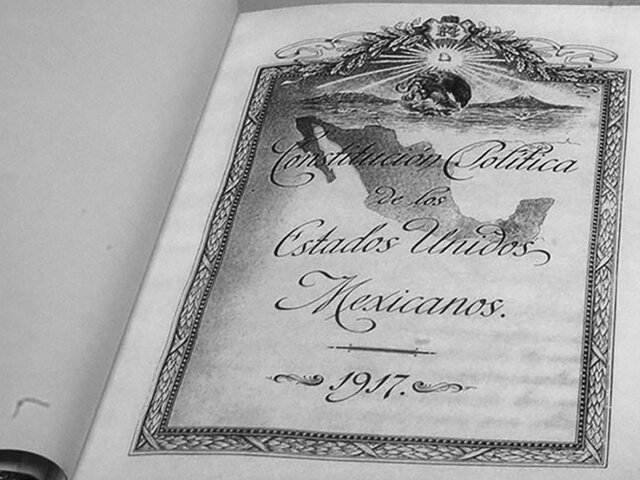 Constitución Política
de los
Estados Unidos
Mexicanos.
1917.